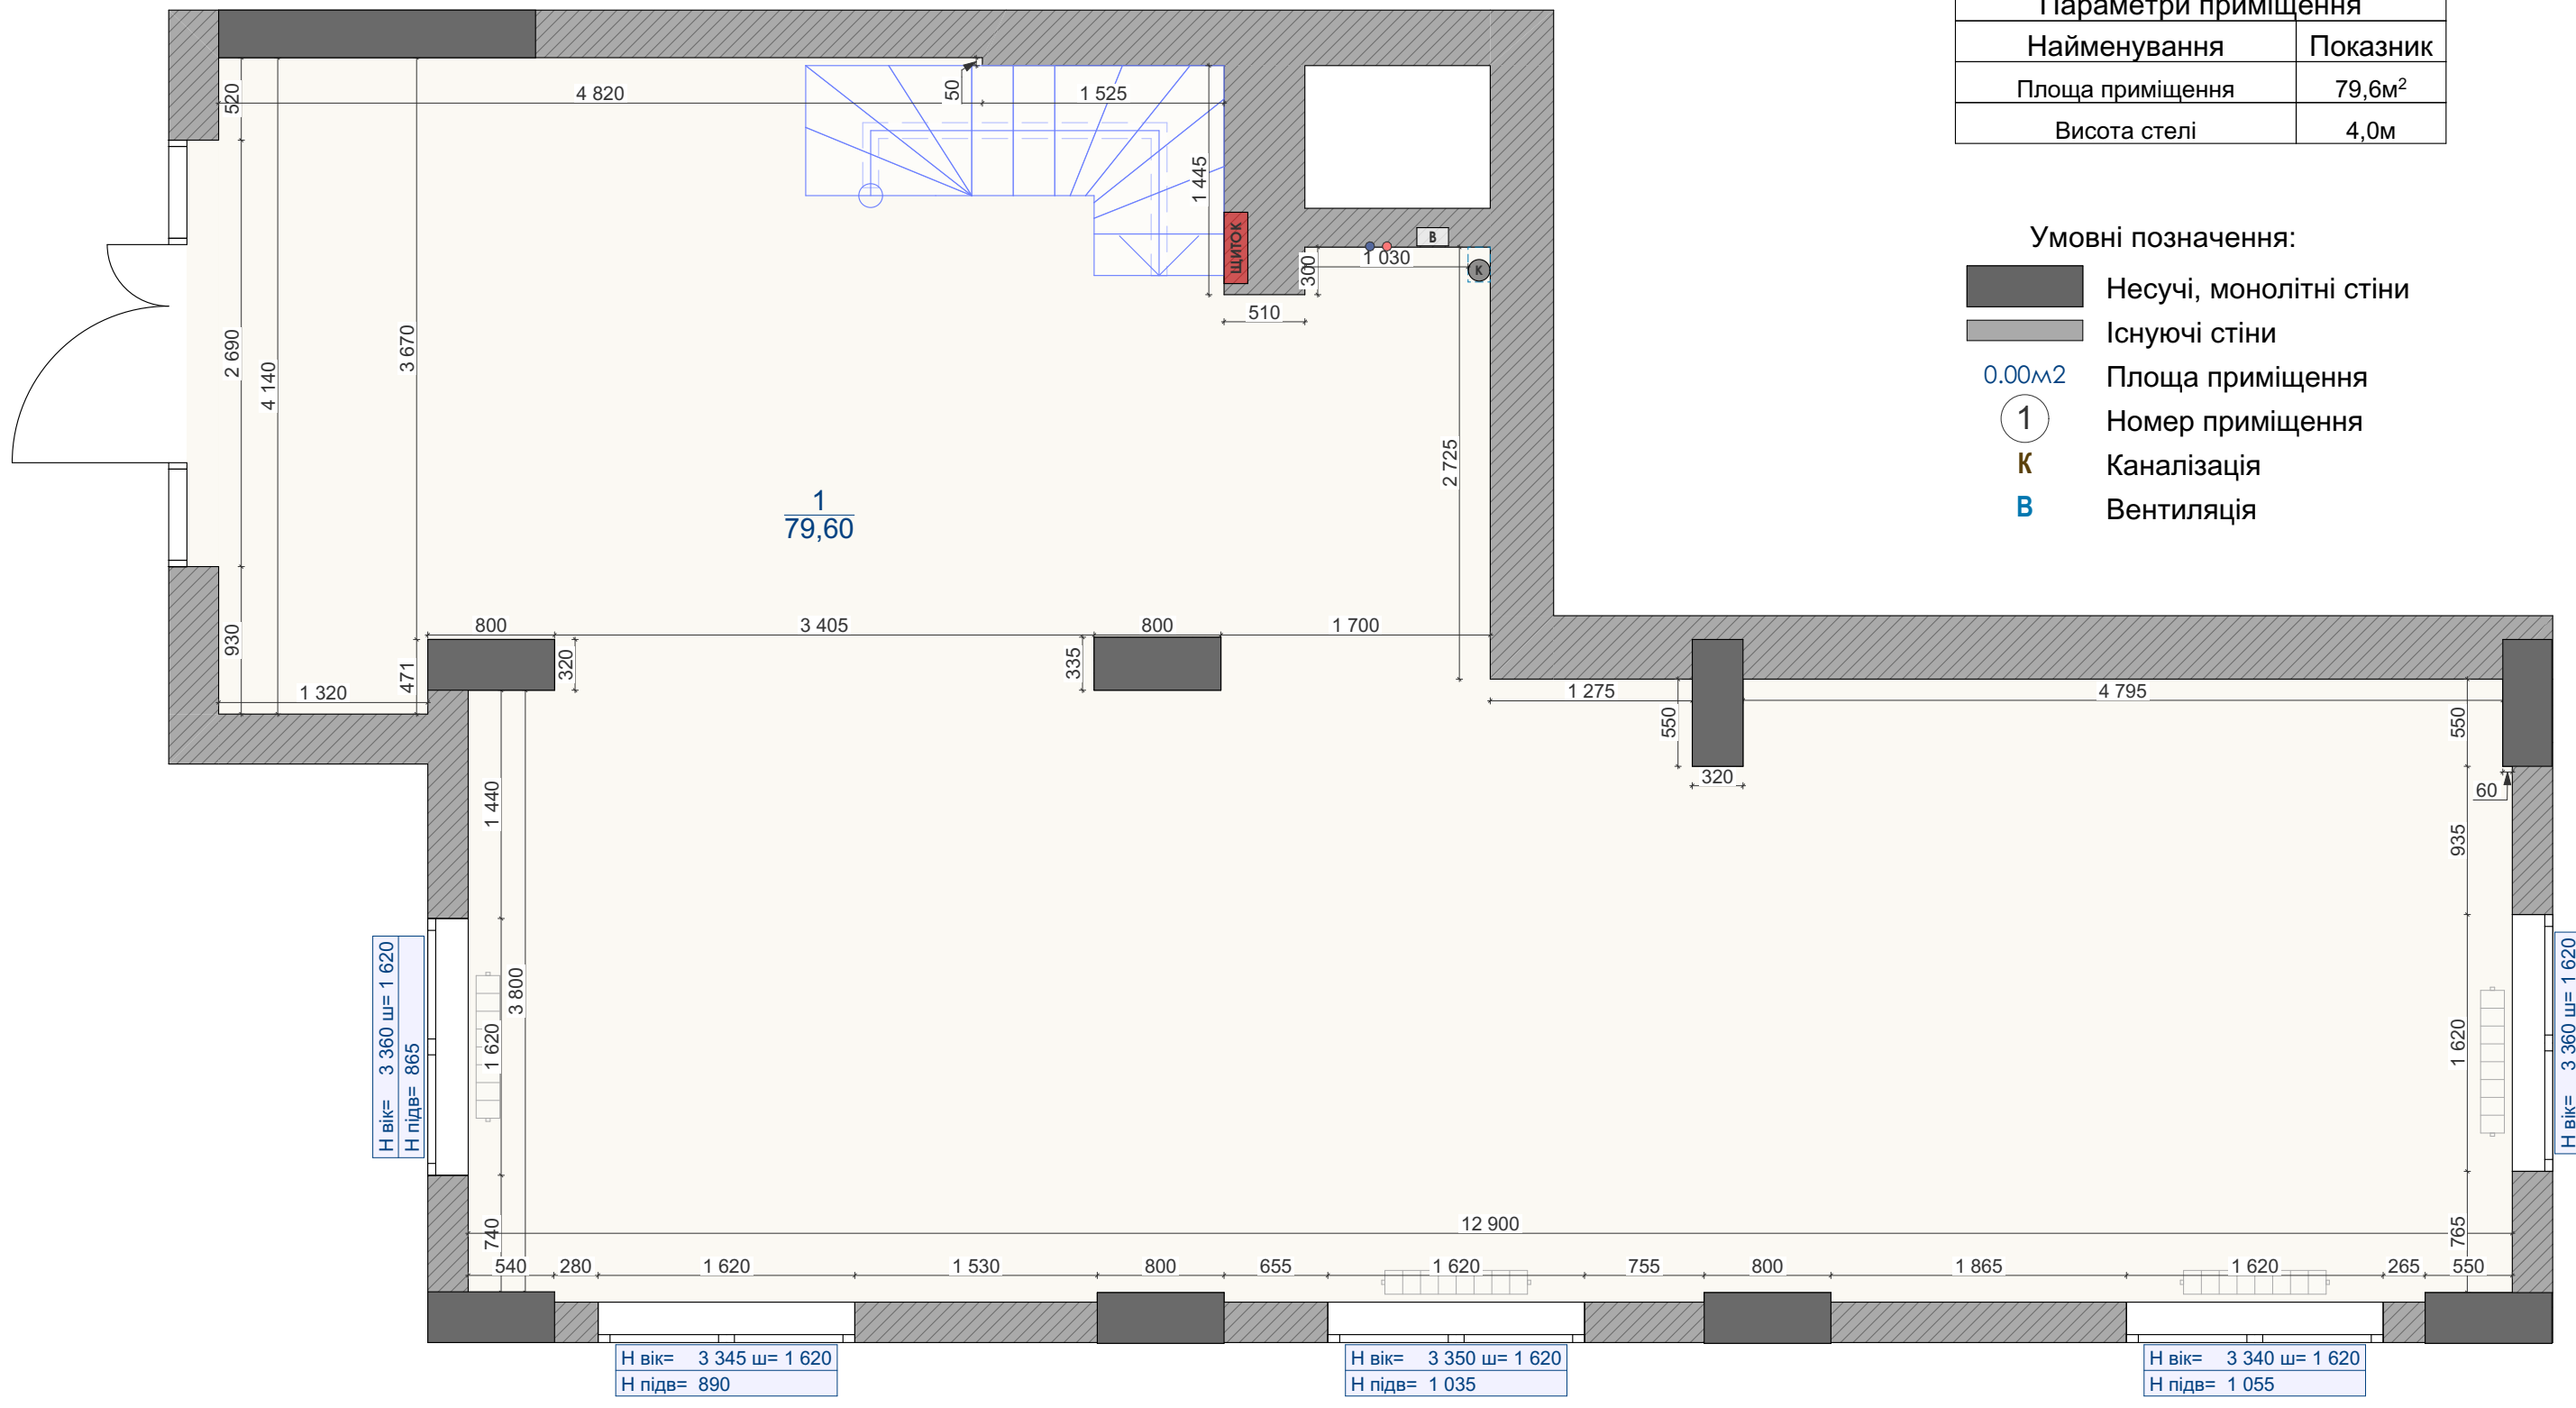 Параметри приміщення
Найменування Показник
Площа приміщення 79,6м²
Висота стелі 4,0м
Умовні позначення:
Несучі, монолітні стіни
Існуючі стіни
0.00м2 Площа приміщення
1 Номер приміщення
К Каналізація
В Вентиляція
520
4 820
50
1 525
1 445
ЩИТОК
В
К
1 030
300
510
2 690
4 140
3 670
2 725
1
79,60
930
471
1 320
800
3 405
800
1 700
320
335
1 275
4 795
550
550
320
60
935
1 440
3 800
1 620
740
1 620
765
12 900
540
280
1 620
1 530
800
655
1 620
755
800
1 865
1 620
265
550
Н вік= 3 360 ш= 1 620
Н підв= 865
Н вік= 3 360 ш= 1 620
Н вік= 3 345 ш= 1 620
Н підв= 890
Н вік= 3 350 ш= 1 620
Н підв= 1 035
Н вік= 3 340 ш= 1 620
Н підв= 1 055